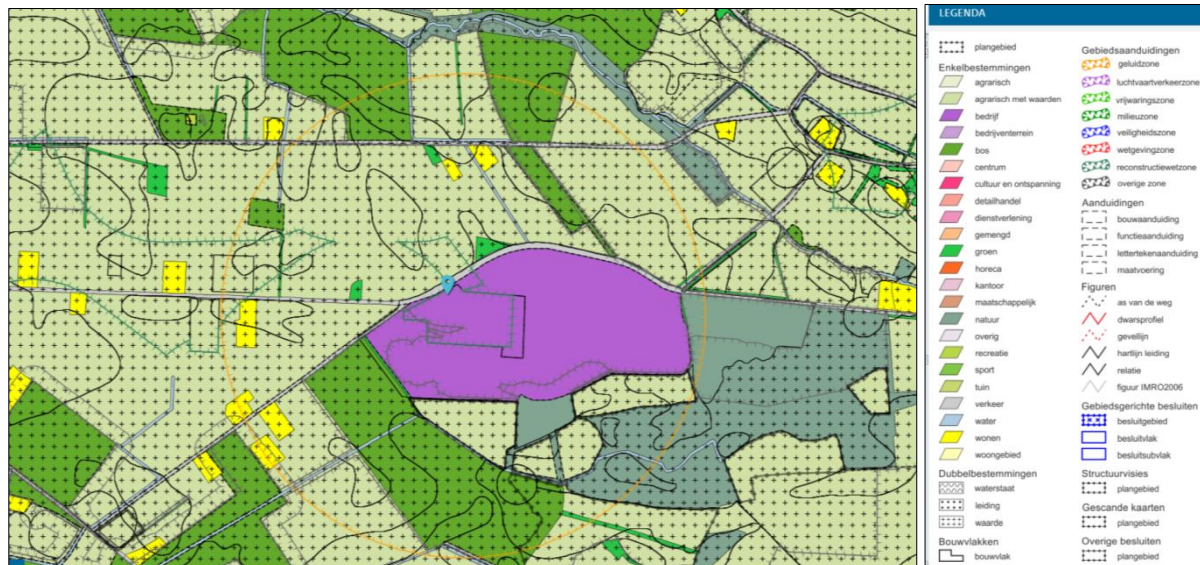 LEGENDA
plangebied
Enkelbestemmingen
agrarisch
agrarisch met waarden
bedrijf
bedrijventerrein
bos
centrum
cultuur en ontspanning
detailhandel
dienstverlening
gemengd
groen
horeca
kantoor
maatschappelijk
natuur
overig
recreatie
sport
tuin
verkeer
water
wonen
woongebied
Dubbelbestemmingen
waterstaat
leiding
waarde
Bouwvlakken
bouwvlak
Gebiedsaanduidingen
geluidzone
luchtvaartverkeerzone
vrijwaringszone
milieuzone
veiligheidszone
wetgevingzone
reconstructiewetzone
overige zone
Aanduidingen
bouwaanduiding
functieaanduiding
lettertekenaanduiding
maatvoering
Figuren
as van de weg
dwarsprofiel
gevellijn
hartlijn leiding
relatie
figuur IMRO2006
Gebiedsgerichte besluiten
besluitgebied
besluitvlak
besluitsubvlak
Structuurvisies
plangebied
Gescande kaarten
plangebied
Overige besluiten
plangebied